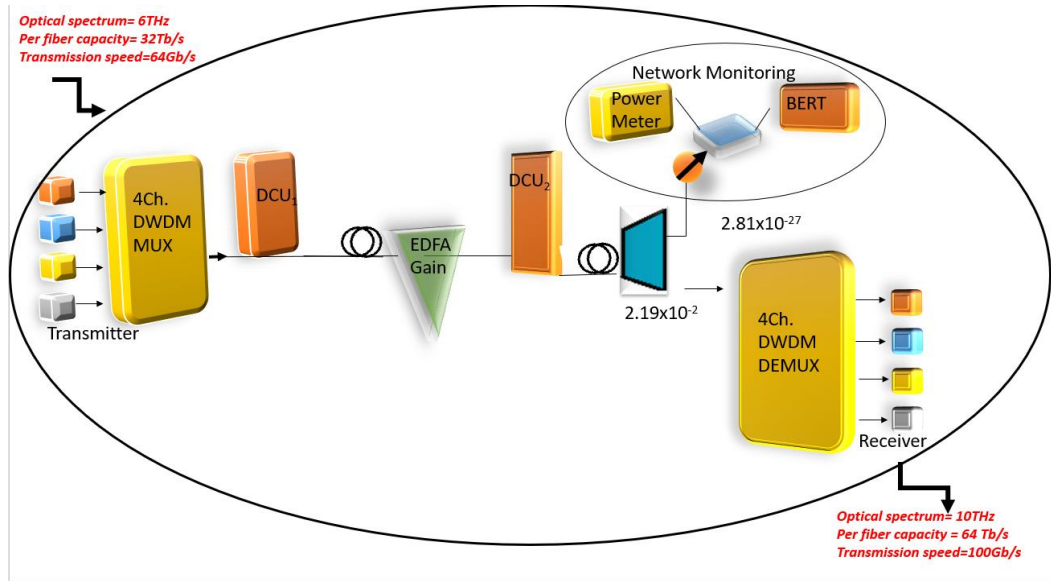 Optical spectrum= 6THz
Per fiber capacity= 32Tb/s
Transmission speed=64Gb/s
Network Monitoring
Power
Meter
BERT
4Ch.
DWDM
MUX
DCU₁
DCU₂
EDFA
Gain
2.81x10⁻²⁷
2.19x10⁻²
Transmitter
4Ch.
DWDM
DEMUX
Receiver
Optical spectrum= 10THz
Per fiber capacity = 64 Tb/s
Transmission speed=100Gb/s